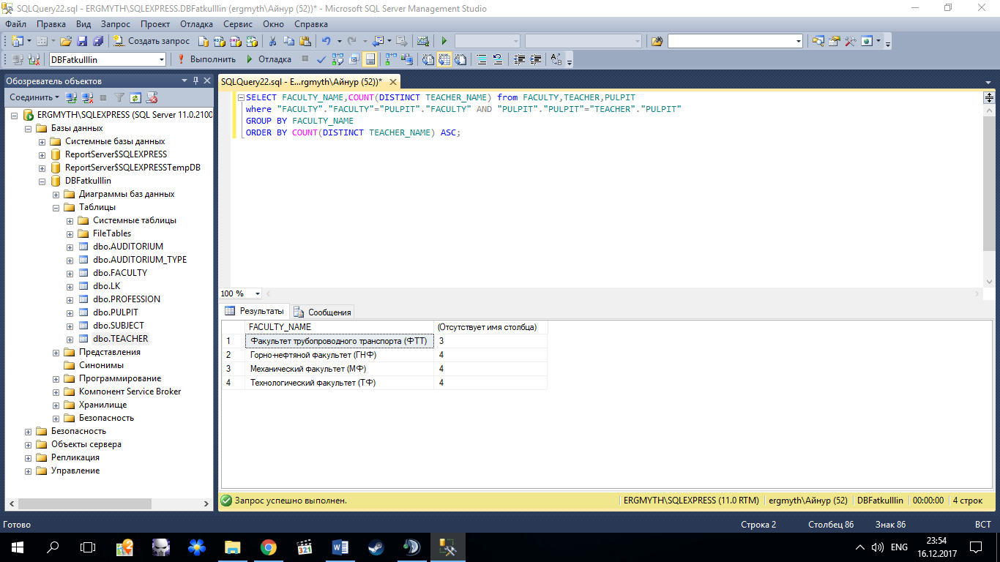 SQLQuery22.sql - ERGMYTH\SQLEXPRESS.DBFatkulllin (ergmyth\Айнур (52))* - Microsoft SQL Server Management Studio
Файл Правка Вид Запрос Проект Отладка Сервис Окно Справка
Создать запрос
DBFatkulllin Выполнить Отладка
Обозреватель объектов
Соединить
ERGMYTH\SQLEXPRESS (SQL Server 11.0.2100
Базы данных
Системные базы данных
ReportServer$SQLEXPRESS
ReportServer$SQLEXPRESSTempDB
DBFatkulllin
Диаграммы баз данных
Таблицы
Системные таблицы
FileTables
dbo.AUDITORIUM
dbo.AUDITORIUM_TYPE
dbo.FACULTY
dbo.LK
dbo.PROFESSION
dbo.PULPIT
dbo.SUBJECT
dbo.TEACHER
Представления
Синонимы
Программирование
Компонент Service Broker
Хранилище
Безопасность
Безопасность
Объекты сервера
Репликация
Управление
SQLQuery22.sql - E...rgmyth\Айнур (52))*
SELECT FACULTY_NAME,COUNT(DISTINCT TEACHER_NAME) from FACULTY,TEACHER,PULPIT
where "FACULTY"."FACULTY"="PULPIT"."FACULTY" AND "PULPIT"."PULPIT"="TEACHER"."PULPIT"
GROUP BY FACULTY_NAME
ORDER BY COUNT(DISTINCT TEACHER_NAME) ASC;
100 %
Результаты Сообщения
FACULTY_NAME (Отсутствует имя столбца)
1 Факультет трубопроводного транспорта (ФТТ) 3
2 Горно-нефтяной факультет (ГНФ) 4
3 Механический факультет (МФ) 4
4 Технологический факультет (ТФ) 4
Запрос успешно выполнен. ERGMYTH\SQLEXPRESS (11.0 RTM) ergmyth\Айнур (52) DBFatkulllin 00:00:00 4 строк
Готово Строка 2 Столбец 86 Знак 86 ВСТ
321
ENG
23:54
16.12.2017